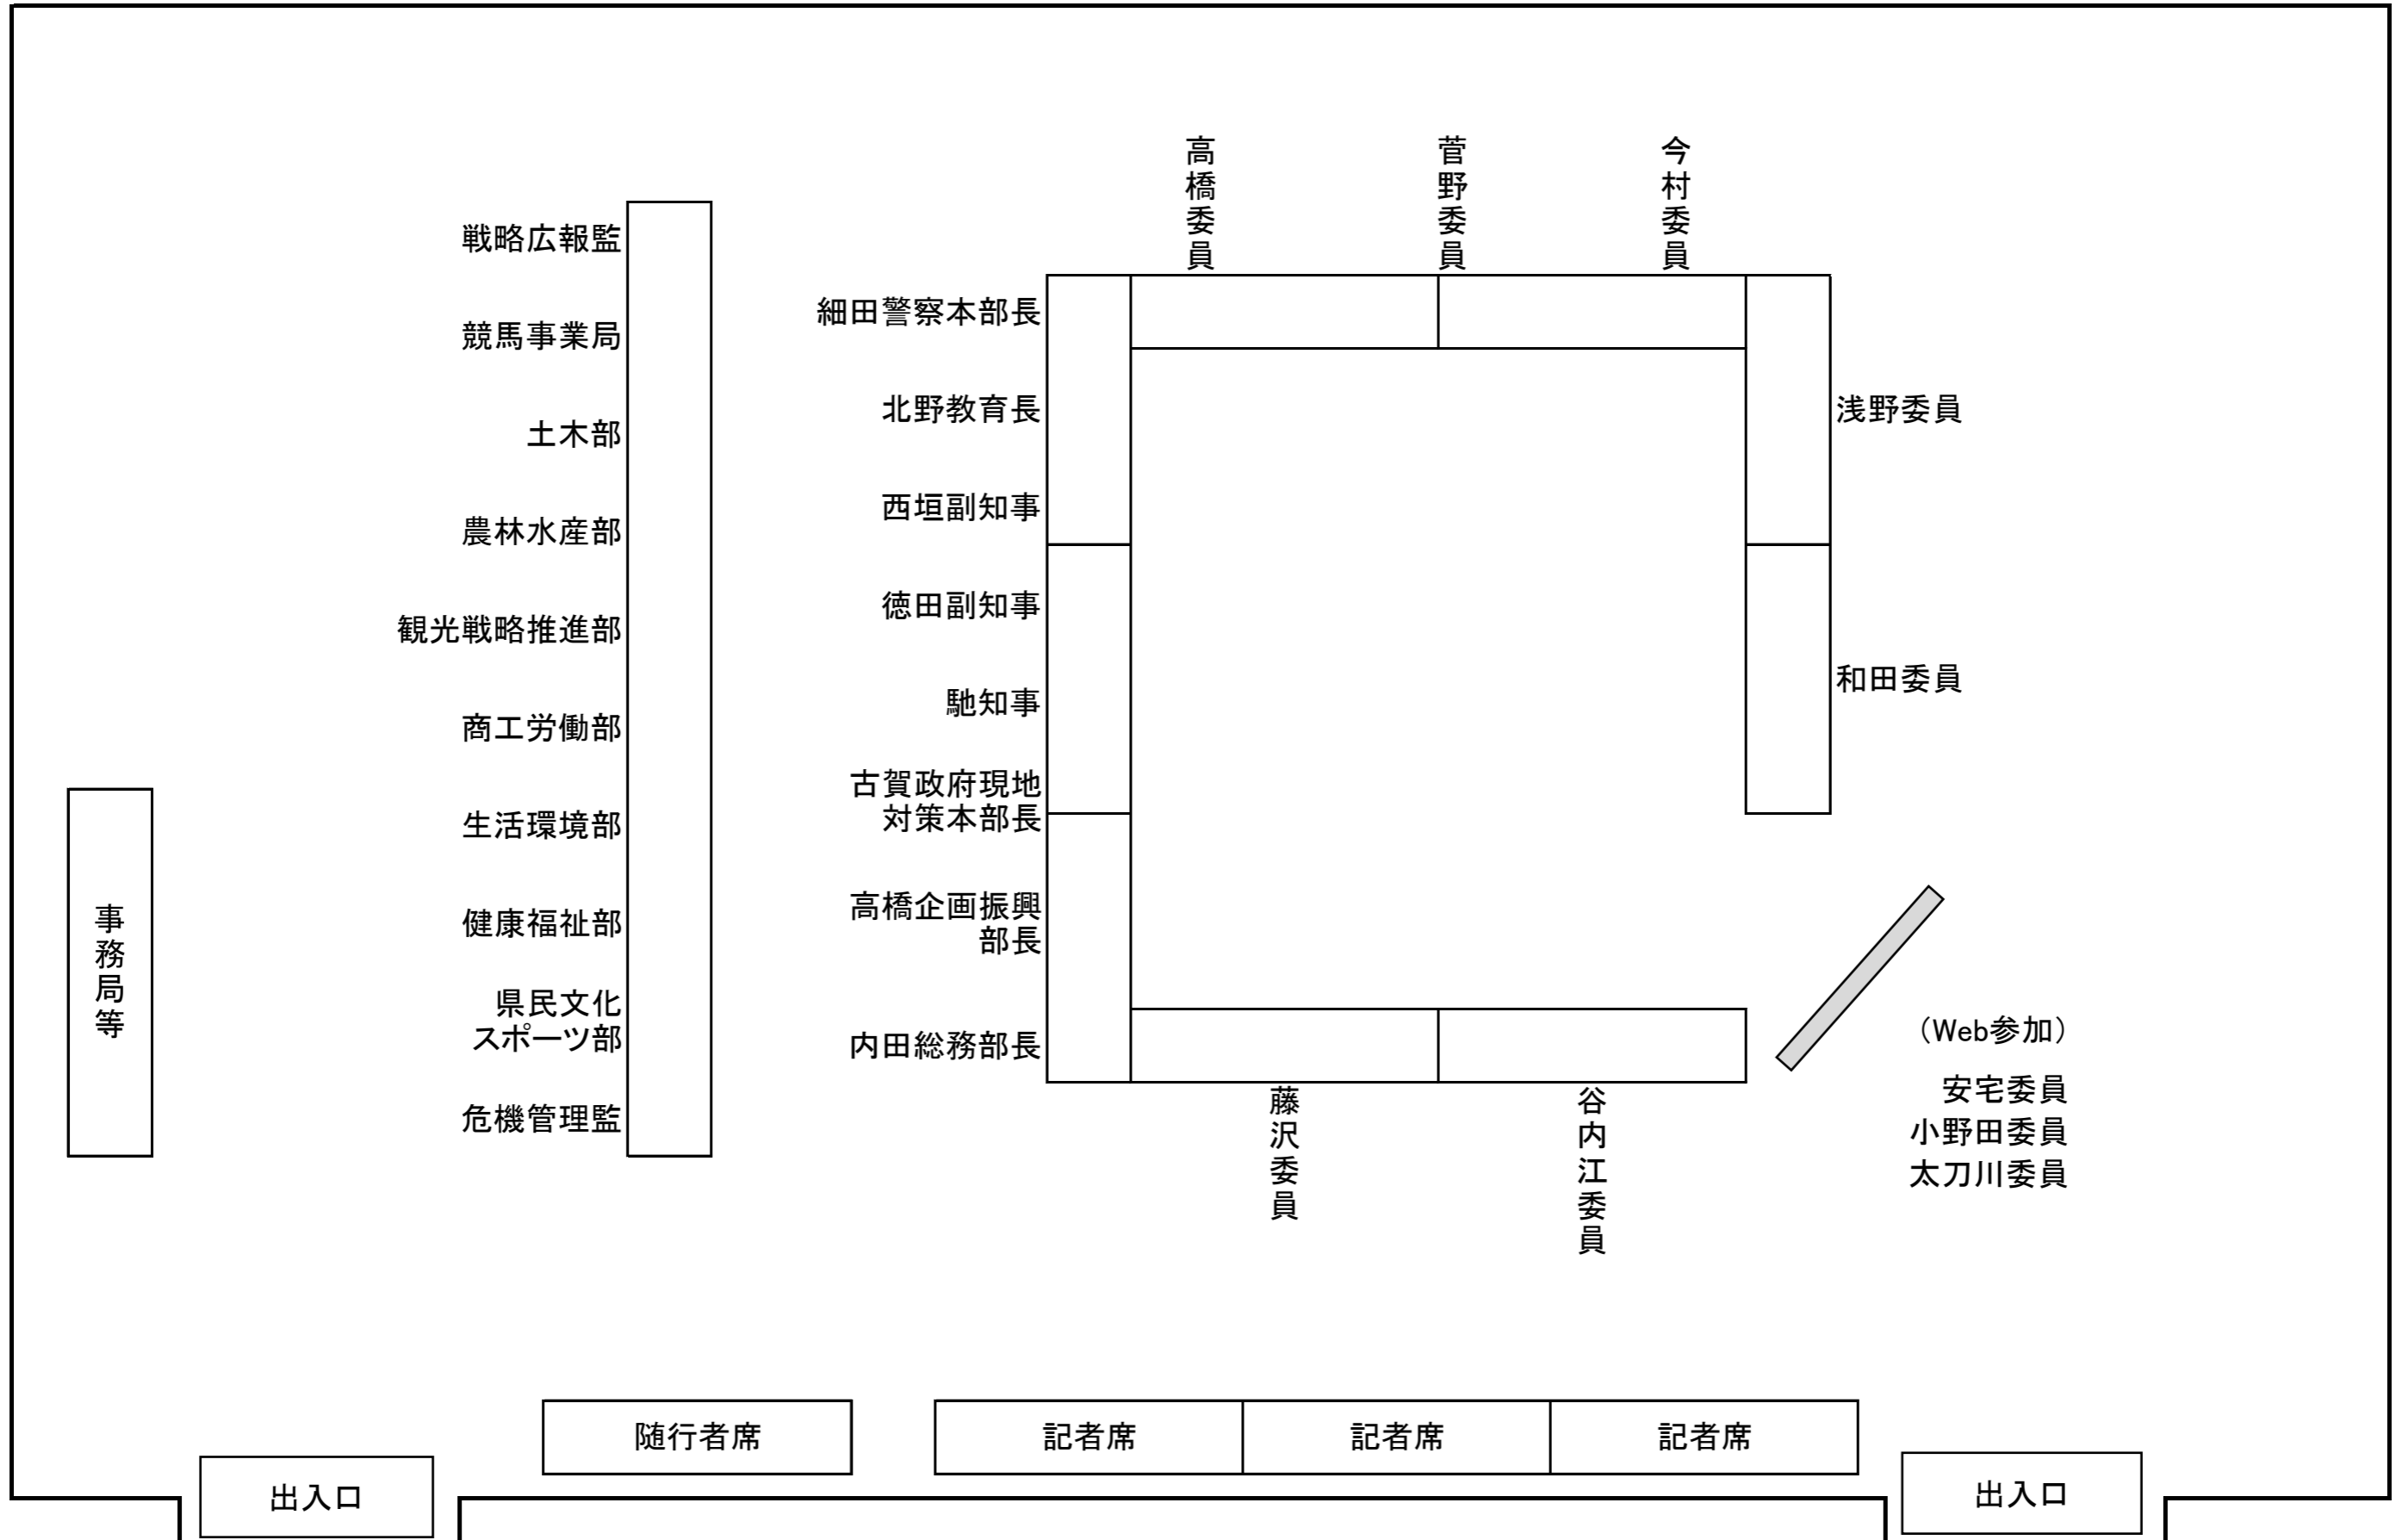 高橋委員
菅野委員
今村委員
戦略広報監
競馬事業局
土木部
農林水産部
観光戦略推進部
商工労働部
生活環境部
健康福祉部
県民文化
スポーツ部
危機管理監
事務局等
細田警察本部長
北野教育長
西垣副知事
徳田副知事
馳知事
古賀政府現地
対策本部長
高橋企画振興
部長
内田総務部長
浅野委員
和田委員
藤沢委員
谷内江委員
（Web参加）
安宅委員
小野田委員
太刀川委員
随行者席
記者席
記者席
記者席
出入口
出入口